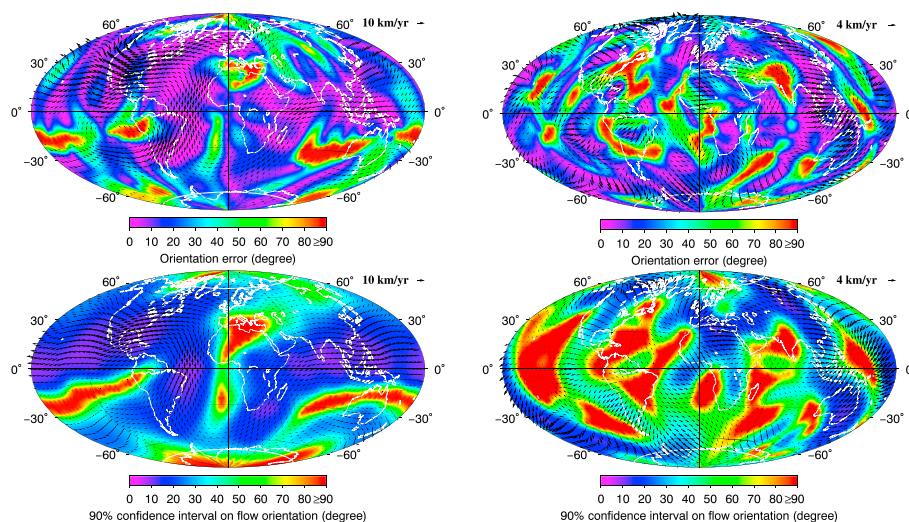 60° 10 km/yr 60°
30° 30°
0° 0°
−30° −30°
−60° −60°
0 10 20 30 40 50 60 70 80 ≥90
Orientation error (degree)
60° 4 km/yr 60°
30° 30°
0° 0°
−30° −30°
−60° −60°
0 10 20 30 40 50 60 70 80 ≥90
Orientation error (degree)
60° 10 km/yr 60°
30° 30°
0° 0°
−30° −30°
−60° −60°
0 10 20 30 40 50 60 70 80 ≥90
90% confidence interval on flow orientation (degree)
60° 4 km/yr 60°
30° 30°
0° 0°
−30° −30°
−60° −60°
0 10 20 30 40 50 60 70 80 ≥90
90% confidence interval on flow orientation (degree)